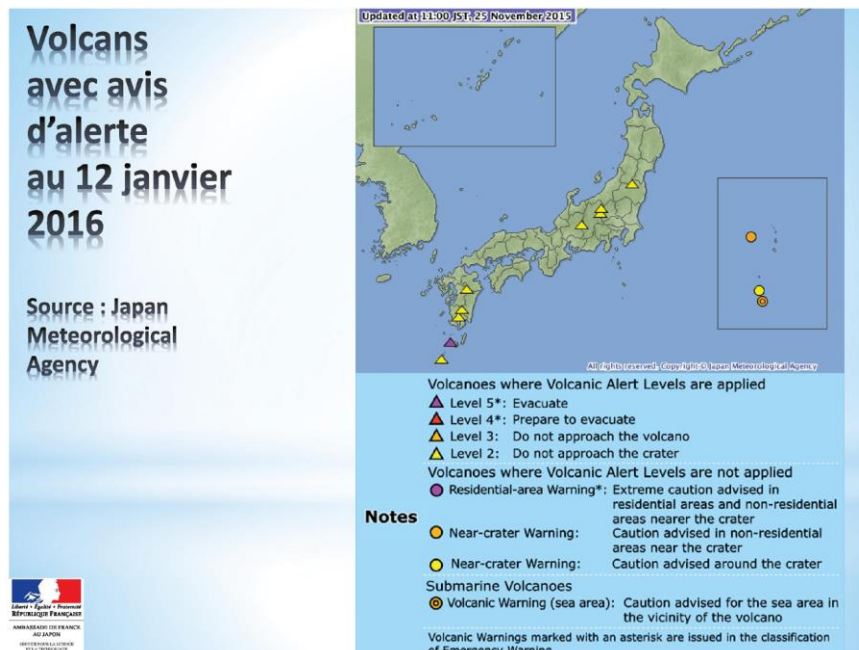 Volcans
avec avis
d'alerte
au 12 janvier
2016
Source : Japan
Meteorological
Agency
Updated at 11:00 JST, 25 November 2015
All rights reserved. Copyright © Japan Meteorological Agency
Notes
Volcanoes where Volcanic Alert Levels are applied
Level 5*: Evacuate
Level 4*: Prepare to evacuate
Level 3: Do not approach the volcano
Level 2: Do not approach the crater
Volcanoes where Volcanic Alert Levels are not applied
Residential-area Warning*: Extreme caution advised in
residential areas and non-residential
areas nearer the crater
Near-crater Warning: Caution advised in non-residential
areas near the crater
Near-crater Warning: Caution advised around the crater
Submarine Volcanoes
Volcanic Warning (sea area): Caution advised for the sea area in
the vicinity of the volcano
Volcanic Warnings marked with an asterisk are issued in the classification
of Emergency Warning
Liberté • Égalité • Fraternité
RÉPUBLIQUE FRANÇAISE
AMBASSADE DE FRANCE
AU JAPON